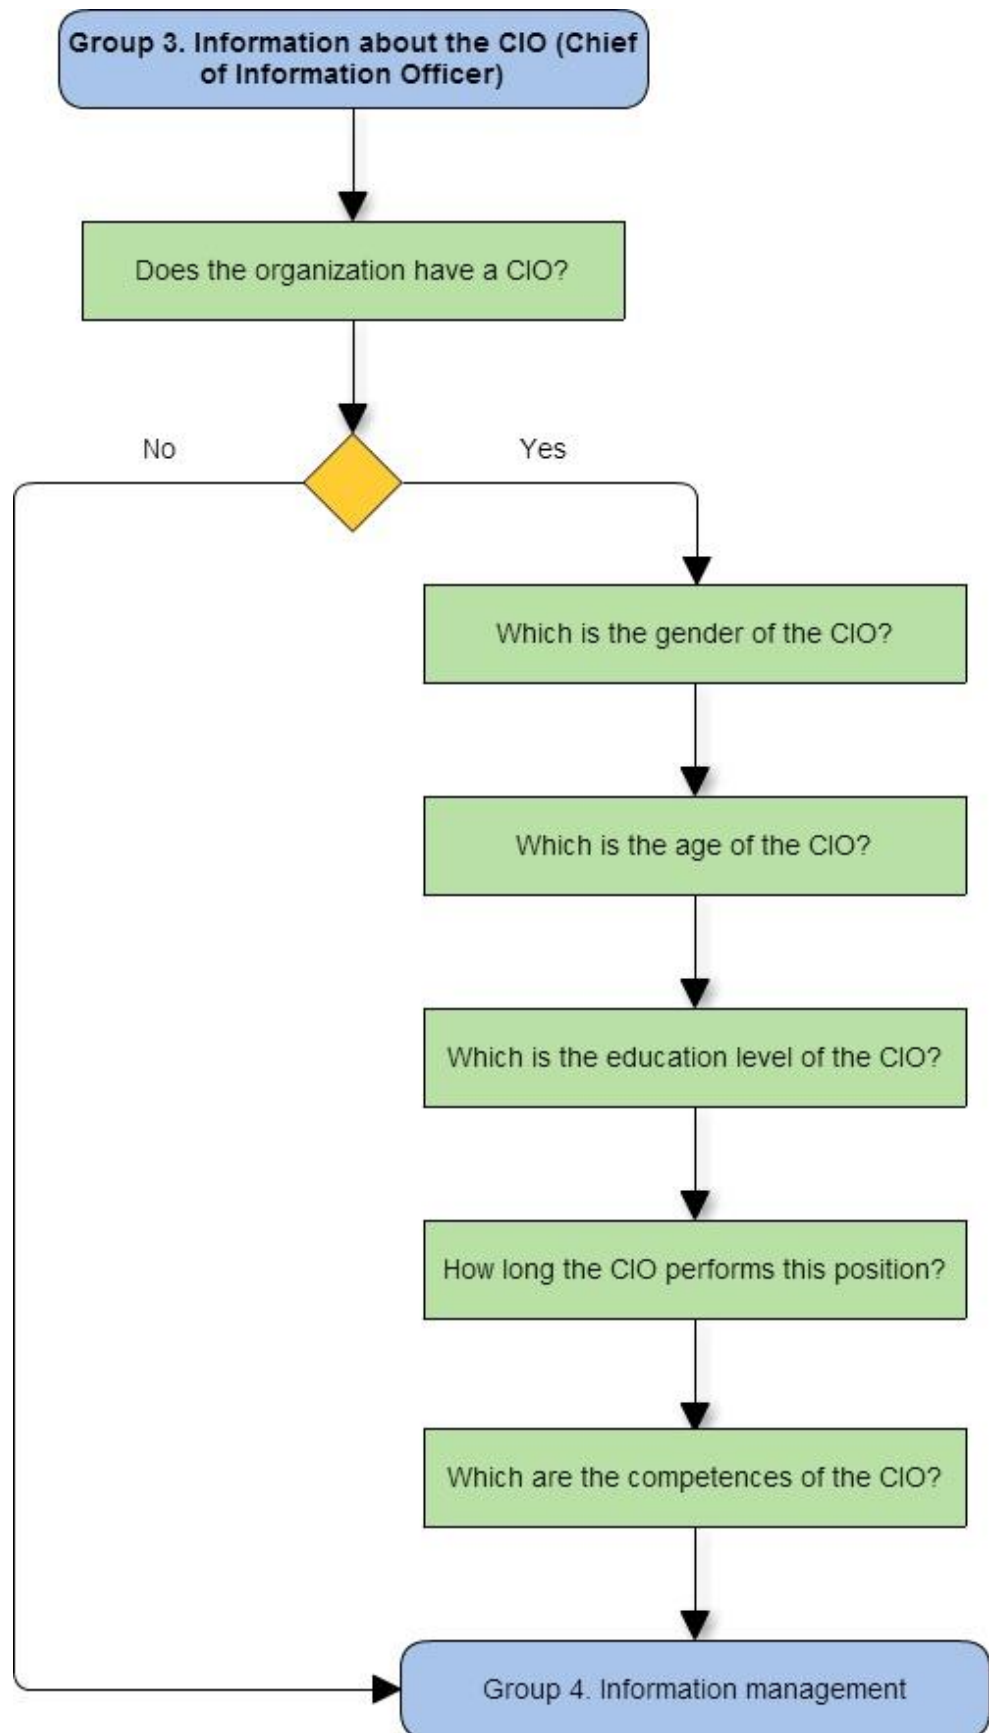 Group 3. Information about the CIO (Chief
of Information Officer)
Does the organization have a CIO?
No
Yes
Which is the gender of the CIO?
Which is the age of the CIO?
Which is the education level of the CIO?
How long the CIO performs this position?
Which are the competences of the CIO?
Group 4. Information management